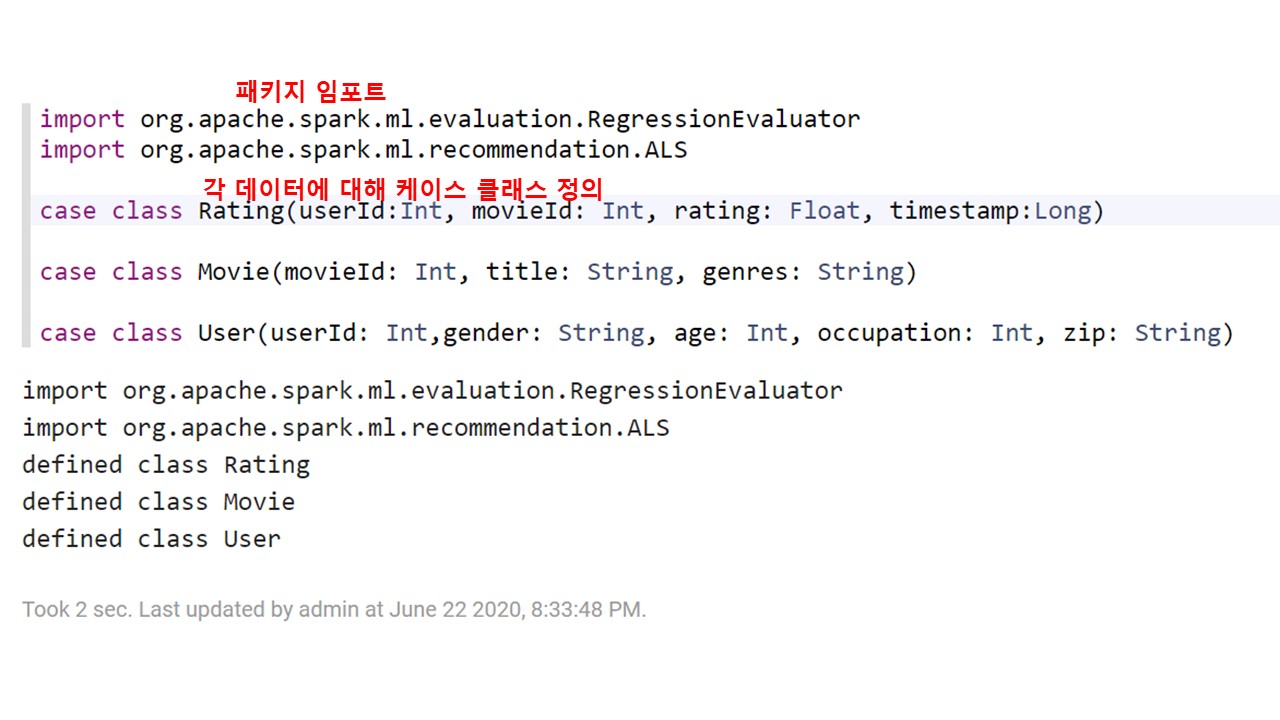 패키지 임포트
import org.apache.spark.ml.evaluation.RegressionEvaluator
import org.apache.spark.ml.recommendation.ALS
각 데이터에 대해 케이스 클래스 정의
case class Rating(userId:Int, movieId: Int, rating: Float, timestamp:Long)
case class Movie(movieId: Int, title: String, genres: String)
case class User(userId: Int,gender: String, age: Int, occupation: Int, zip: String)
import org.apache.spark.ml.evaluation.RegressionEvaluator
import org.apache.spark.ml.recommendation.ALS
defined class Rating
defined class Movie
defined class User
Took 2 sec. Last updated by admin at June 22 2020, 8:33:48 PM.